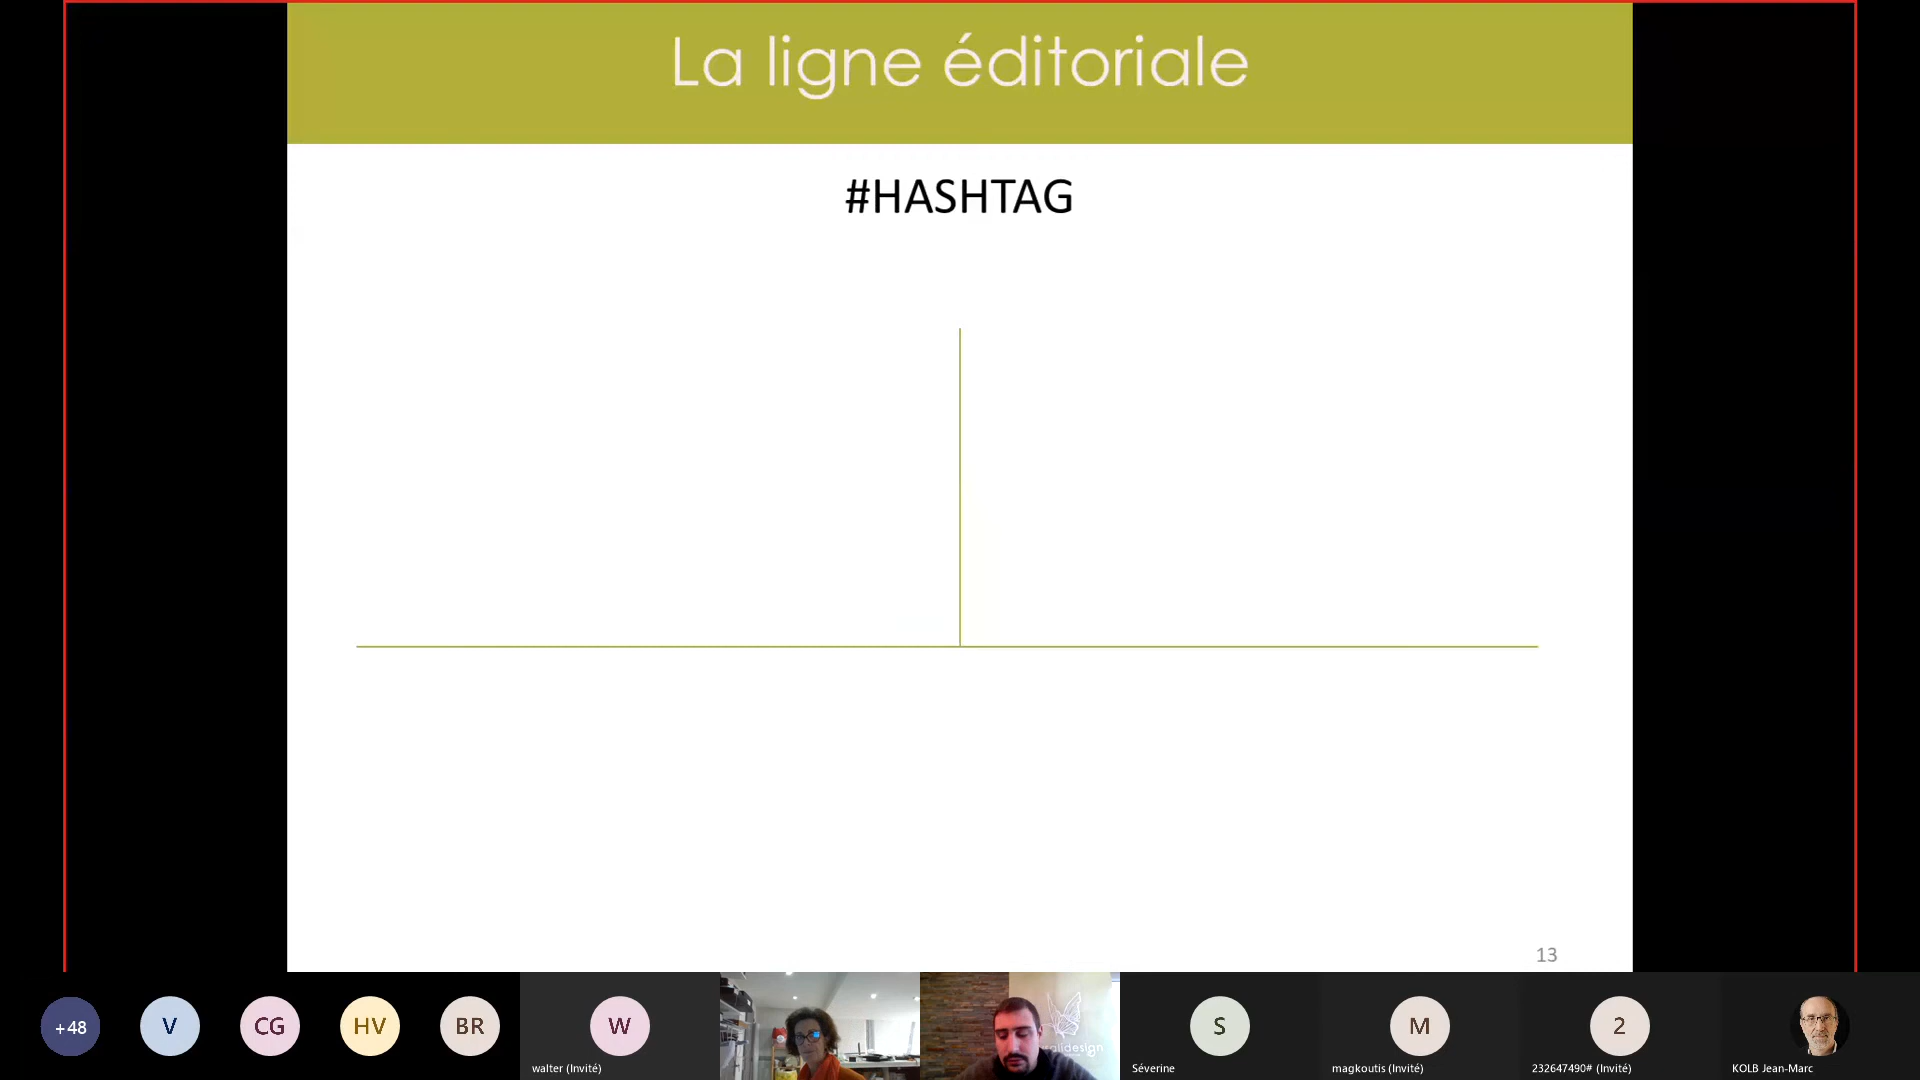 La ligne éditoriale
#HASHTAG
13
+48
V
CG
HV
BR
W
walter (Invité)
design
S
Séverine
M
magkoutis (Invité)
2
232647490# (Invité)
KOLB Jean-Marc